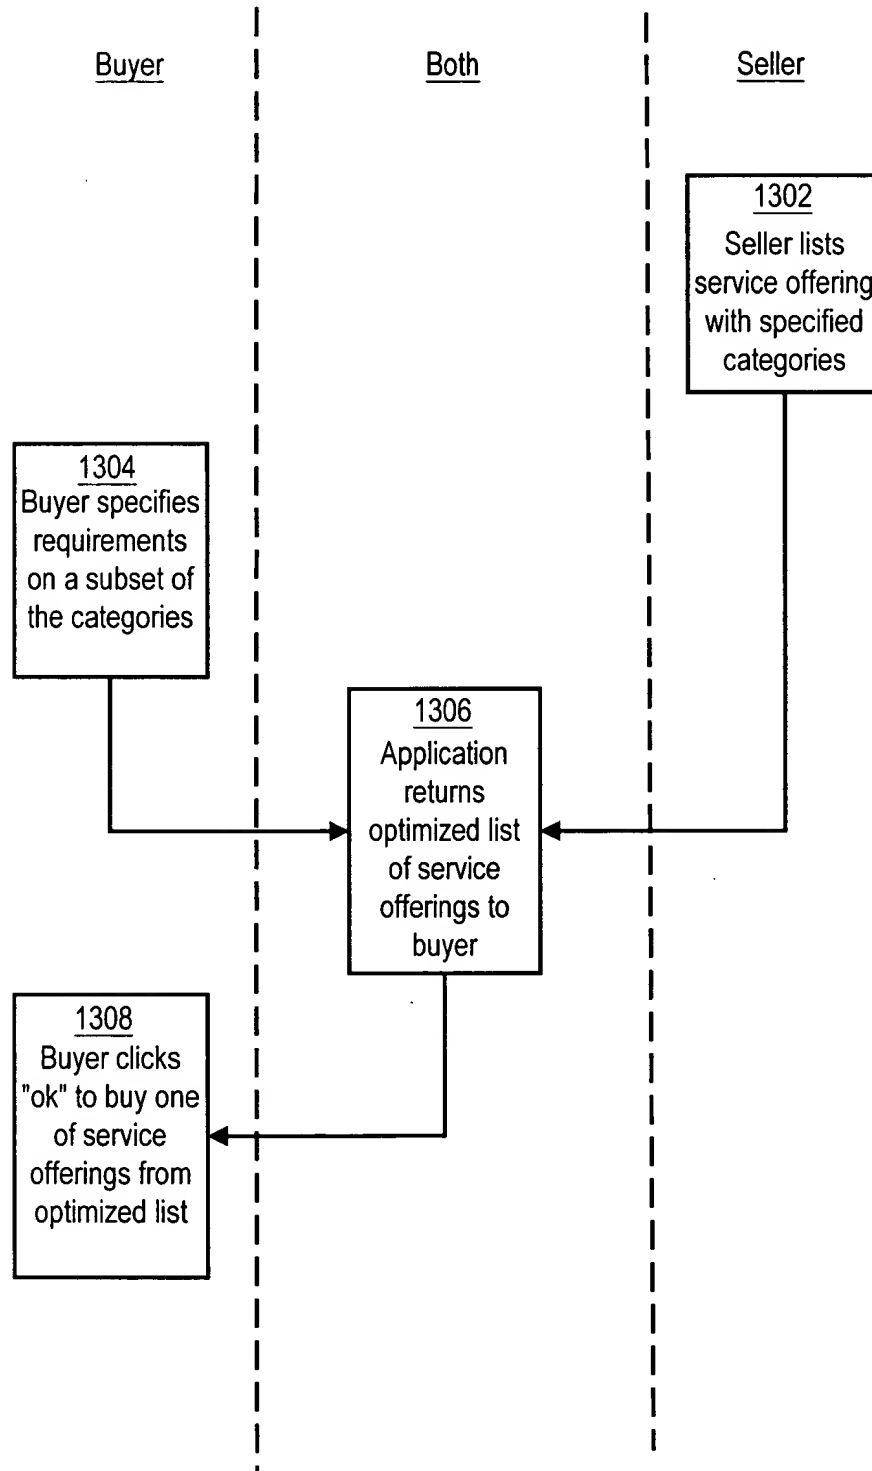 Buyer
Both
Seller
1302
Seller lists
service offering
with specified
categories
1304
Buyer specifies
requirements
on a subset of
the categories
1306
Application
returns
optimized list
of service
offerings to
buyer
1308
Buyer clicks
"ok" to buy one
of service
offerings from
optimized list